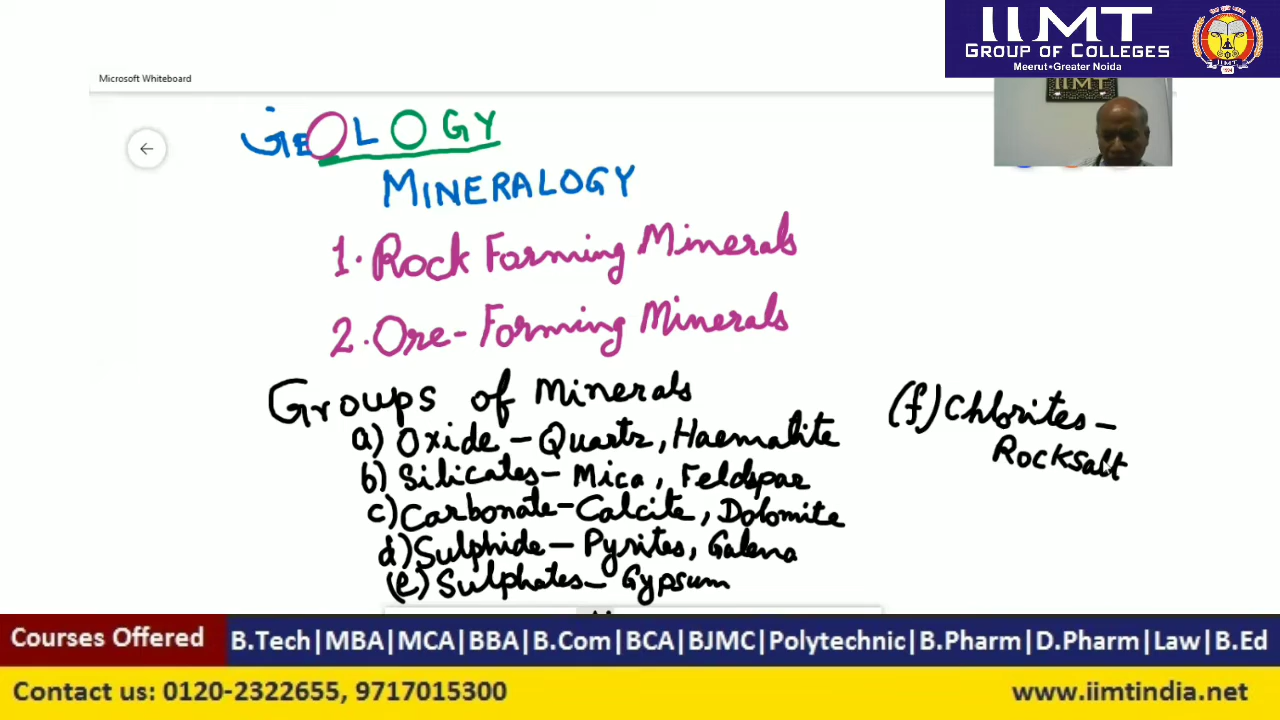 IIMT
GROUP OF COLLEGES
Meerut•Greater Noida
IIMT
Microsoft Whiteboard
GEOLOGY
MINERALOGY
1. Rock Forming Minerals
2. Ore-Forming Minerals
Groups of Minerals
a) Oxide – Quartz, Haematite
b) Silicates – Mica, Feldspar
c) Carbonate – Calcite, Dolomite
d) Sulphide – Pyrites, Galena
(e) Sulphates – Gypsum
(f) Chlorites –
Rocksalt
Courses Offered
B.Tech|MBA|MCA|BBA|B.Com|BCA|BJMC|Polytechnic|B.Pharm|D.Pharm|Law|B.Ed
Contact us: 0120-2322655, 9717015300
www.iimtindia.net